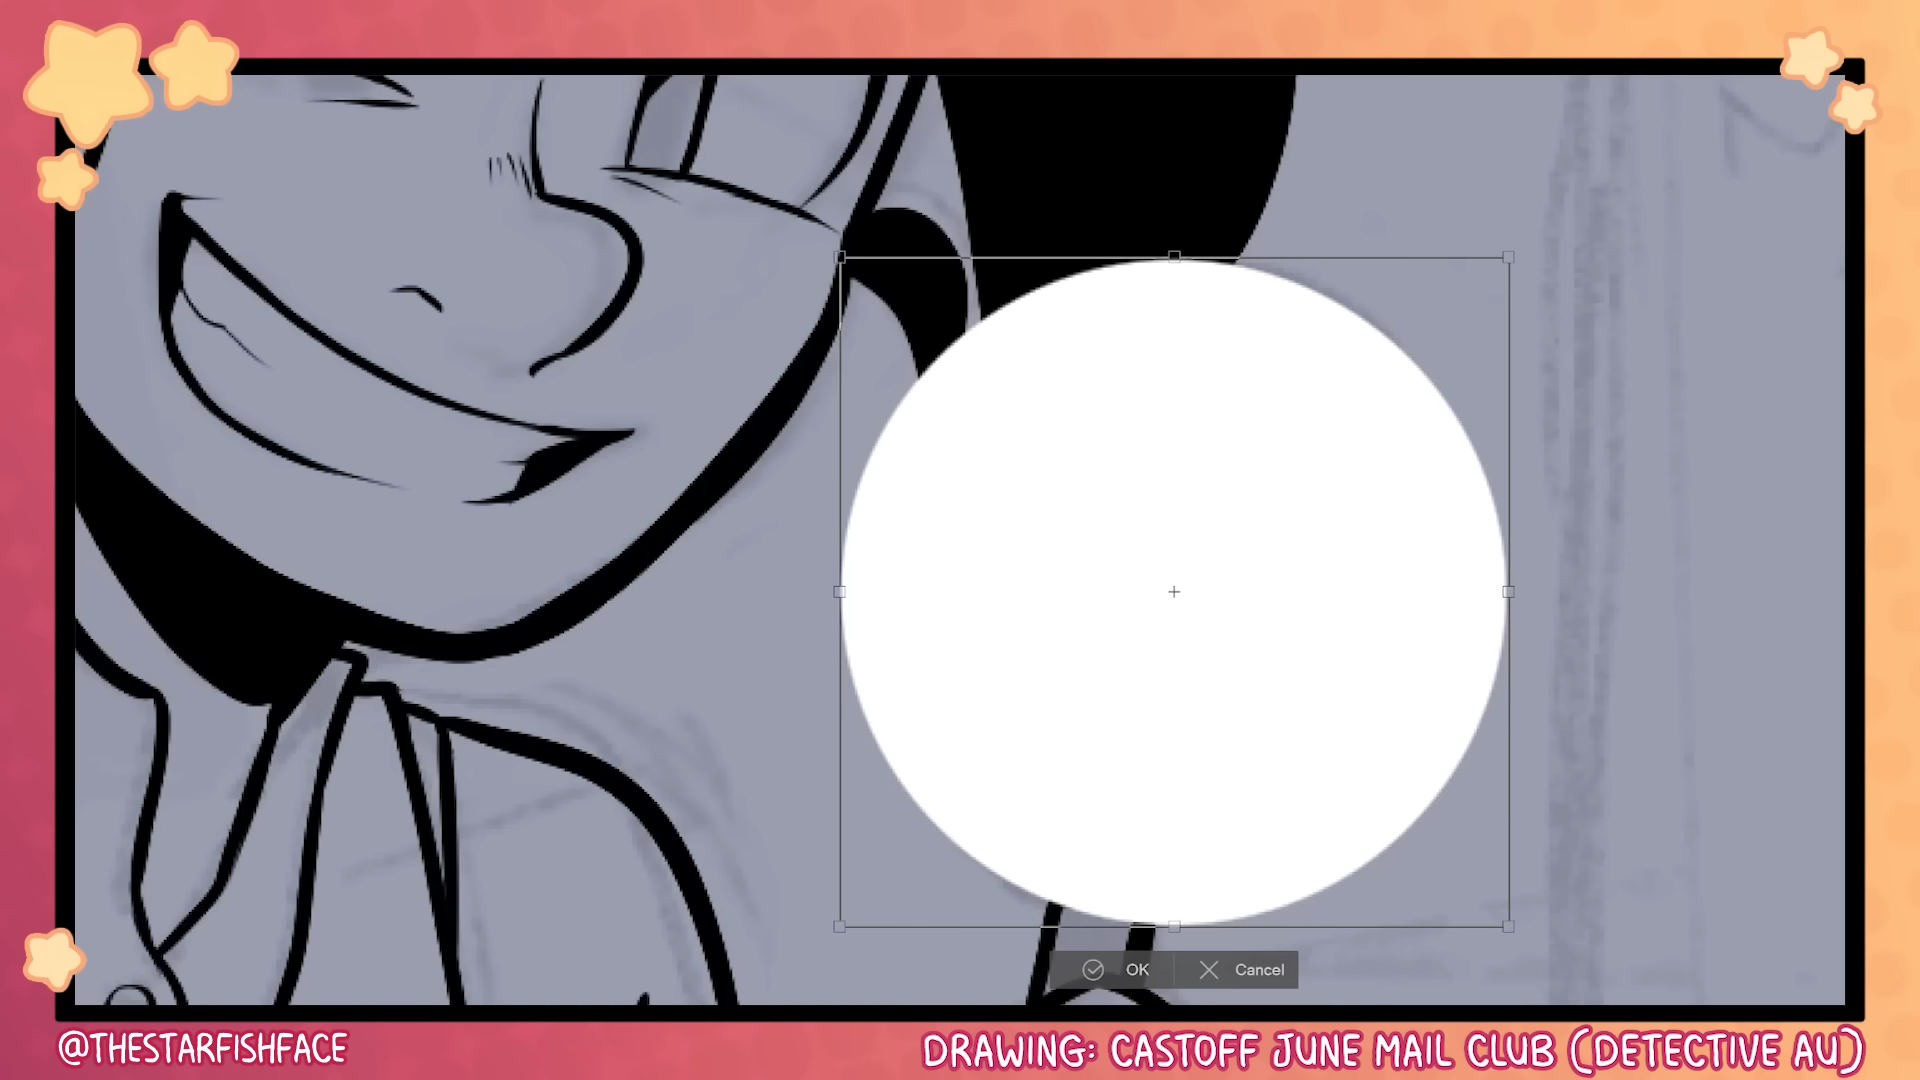 OK
Cancel
@THESTARFISHFACE
DRAWING: CASTOFF JUNE MAIL CLUB (DETECTIVE AU)